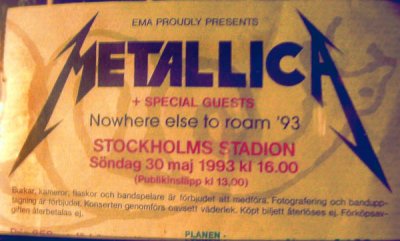 EMA PROUDLY PRESENTS
METALLICA
+ SPECIAL GUESTS
Nowhere else to roam '93
STOCKHOLMS STADION
Söndag 30 maj 1993 kl 16.00
(Publikinsläpp kl 13.00)
Burkar, kameror, flaskor och bandspelare är förbjudet att medföra. Fotografering och bandupp-
tagning är förbjudet. Konserten genomförs oavsett väderlek. Köpt biljett återlöses ej. Förköpsav-
giften återbetalas ej.
PLANEN -